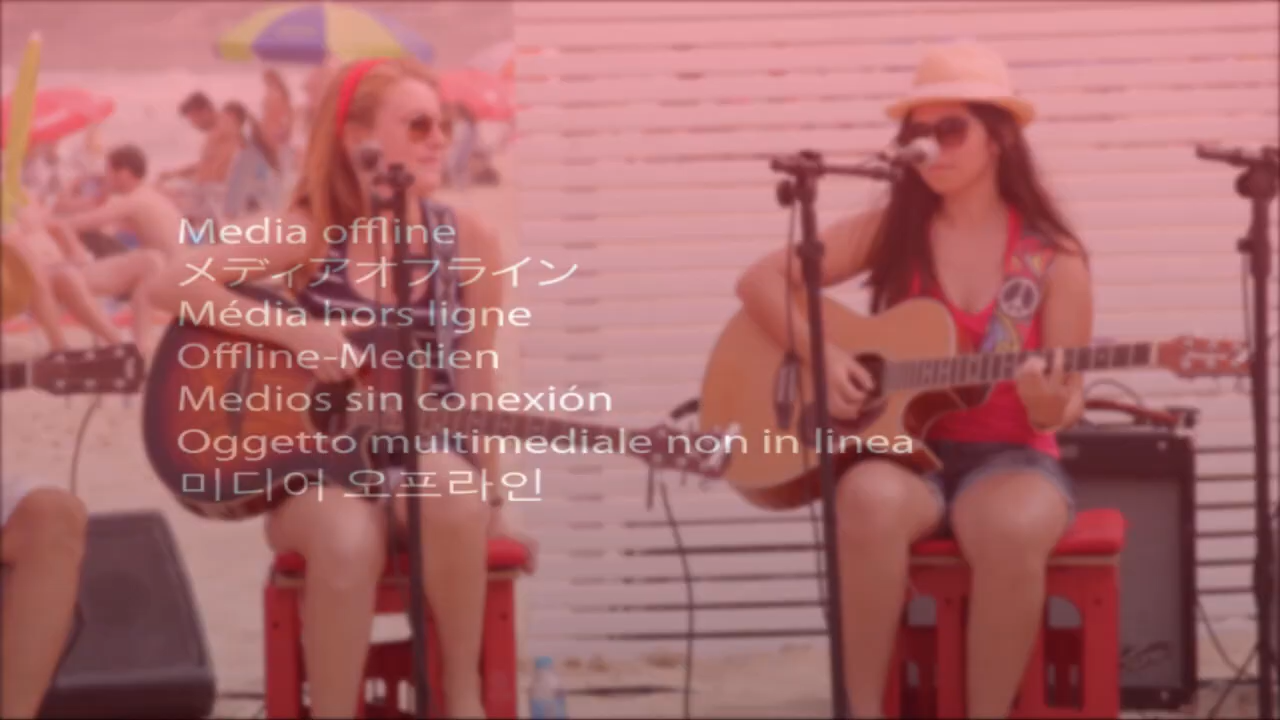 Media offline
メディアオフライン
Média hors ligne
Offline-Medien
Medios sin conexión
Oggetto multimediale non in linea
미디어 오프라인